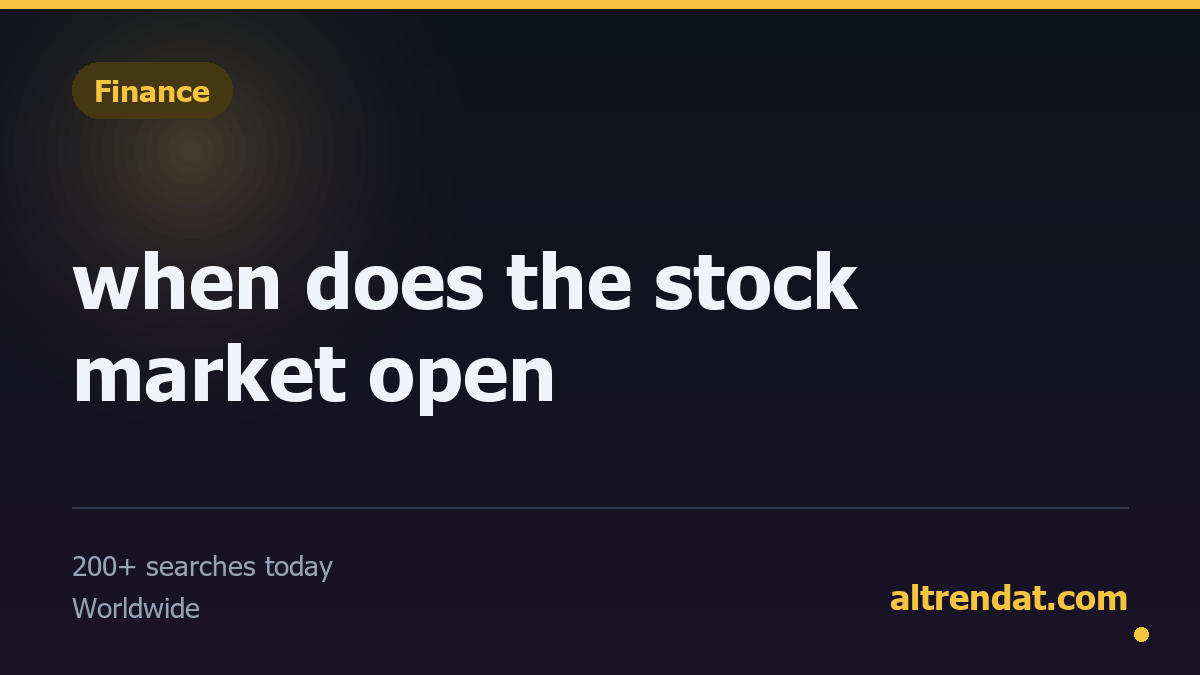 Finance
when does the stock
market open
200+ searches today
Worldwide
altrendat.com